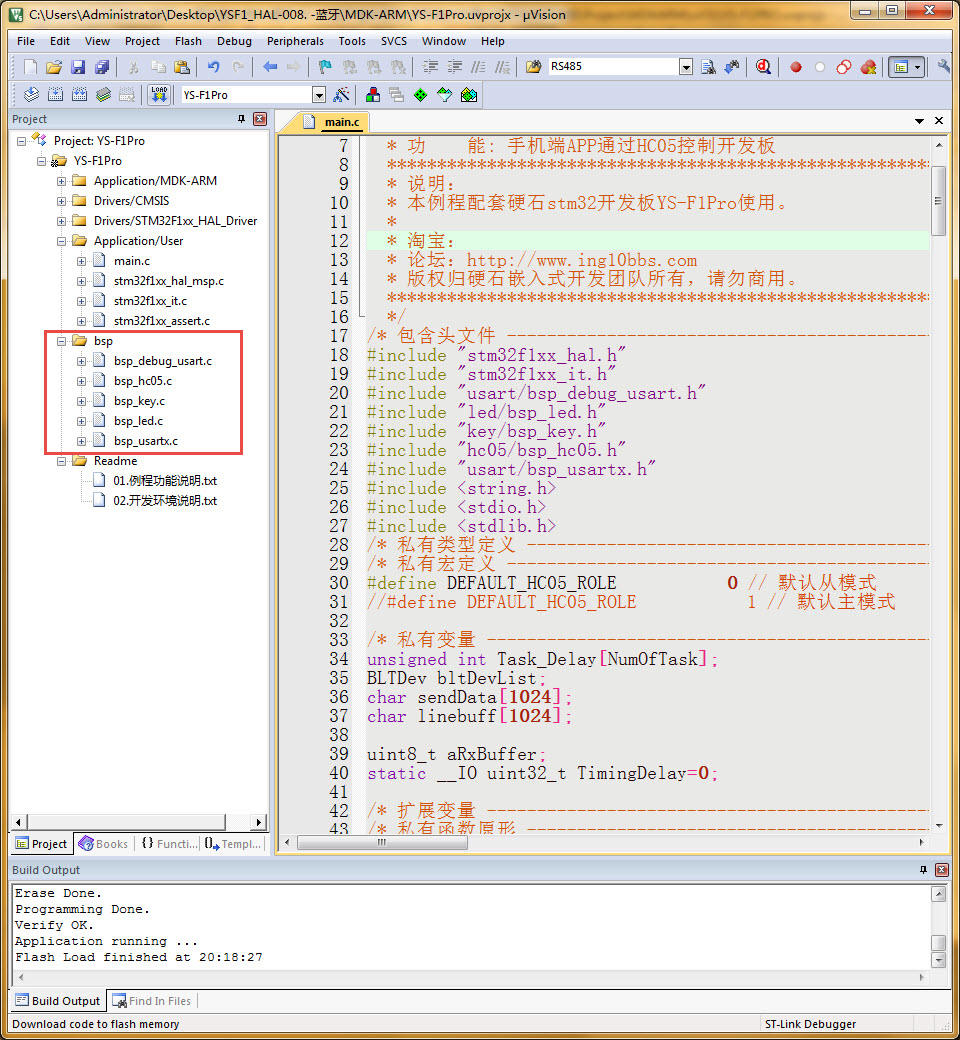 C:\Users\Administrator\Desktop\YSF1_HAL-008. -蓝牙\MDK-ARM\YS-F1Pro.uvprojx - µVision
File Edit View Project Flash Debug Peripherals Tools SVCS Window Help
RS485
LOAD YS-F1Pro
Project
Project: YS-F1Pro
YS-F1Pro
Application/MDK-ARM
Drivers/CMSIS
Drivers/STM32F1xx_HAL_Driver
Application/User
main.c
stm32f1xx_hal_msp.c
stm32f1xx_it.c
stm32f1xx_assert.c
bsp
bsp_debug_usart.c
bsp_hc05.c
bsp_key.c
bsp_led.c
bsp_usartx.c
Readme
01.例程功能说明.txt
02.开发环境说明.txt
Project Books {} Functi... Templ...
main.c
7 * 功 能: 手机端APP通过HC05控制开发板
8 *********************************************************
9 * 说明:
10 * 本例程配套硬石stm32开发板YS-F1Pro使用。
11 *
12 * 淘宝:
13 * 论坛: http://www.ing10bbs.com
14 * 版权归硬石嵌入式开发团队所有，请勿商用。
15 *********************************************************
16 */
17 /* 包含头文件 -------------------------------------------
18 #include "stm32f1xx_hal.h"
19 #include "stm32f1xx_it.h"
20 #include "usart/bsp_debug_usart.h"
21 #include "led/bsp_led.h"
22 #include "key/bsp_key.h"
23 #include "hc05/bsp_hc05.h"
24 #include "usart/bsp_usartx.h"
25 #include <string.h>
26 #include <stdio.h>
27 #include <stdlib.h>
28 /* 私有类型定义 -----------------------------------------
29 /* 私有宏定义 -------------------------------------------
30 #define DEFAULT_HC05_ROLE 0 // 默认从模式
31 //#define DEFAULT_HC05_ROLE 1 // 默认主模式
32
33 /* 私有变量 ---------------------------------------------
34 unsigned int Task_Delay[NumOfTask];
35 BLTDev bltDevList;
36 char sendData[1024];
37 char linebuff[1024];
38
39 uint8_t aRxBuffer;
40 static __IO uint32_t TimingDelay=0;
41
42 /* 扩展变量 ---------------------------------------------
43 /* 私有函数原形 -----------------------------------------
Build Output
Erase Done.
Programming Done.
Verify OK.
Application running ...
Flash Load finished at 20:18:27
Build Output Find In Files
Download code to flash memory ST-Link Debugger